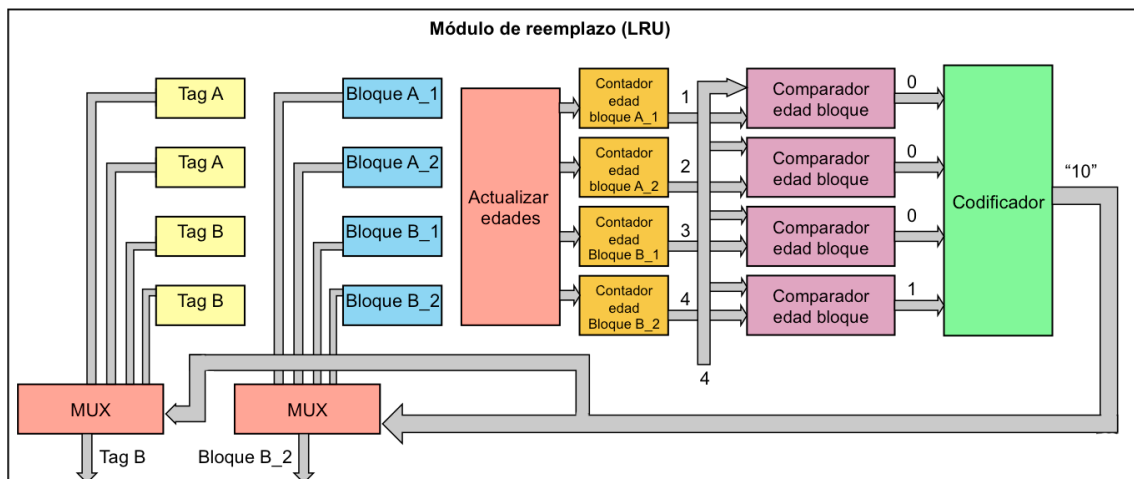 Módulo de reemplazo (LRU)
Tag A
Tag A
Tag B
Tag B
Bloque A_1
Bloque A_2
Bloque B_1
Bloque B_2
Actualizar
edades
Contador
edad
bloque A_1
Contador
edad
bloque A_2
Contador
edad
Bloque B_1
Contador
edad
Bloque B_2
1
2
3
4
4
Comparador
edad bloque
Comparador
edad bloque
Comparador
edad bloque
Comparador
edad bloque
0
0
0
1
Codificador
“10”
MUX
MUX
Tag B
Bloque B_2